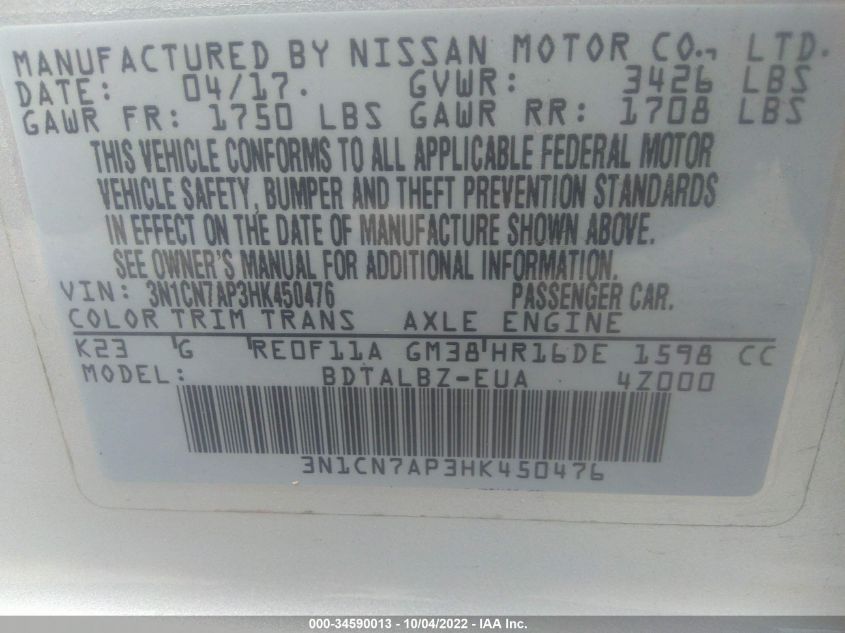 MANUFACTURED BY NISSAN MOTOR CO., LTD.
DATE: 04/17. GVWR: 3426 LBS
GAWR FR: 1750 LBS GAWR RR: 1708 LBS
THIS VEHICLE CONFORMS TO ALL APPLICABLE FEDERAL MOTOR
VEHICLE SAFETY, BUMPER AND THEFT PREVENTION STANDARDS
IN EFFECT ON THE DATE OF MANUFACTURE SHOWN ABOVE.
SEE OWNER'S MANUAL FOR ADDITIONAL INFORMATION.
VIN: 3N1CN7AP3HK450476 PASSENGER CAR.
COLOR TRIM TRANS AXLE ENGINE
K23 G RE0F11A GM38 HR16DE 1598 CC
MODEL: BDTALBZ-EUA 4Z000
3N1CN7AP3HK450476
000-34590013 - 10/04/2022 - IAA Inc.